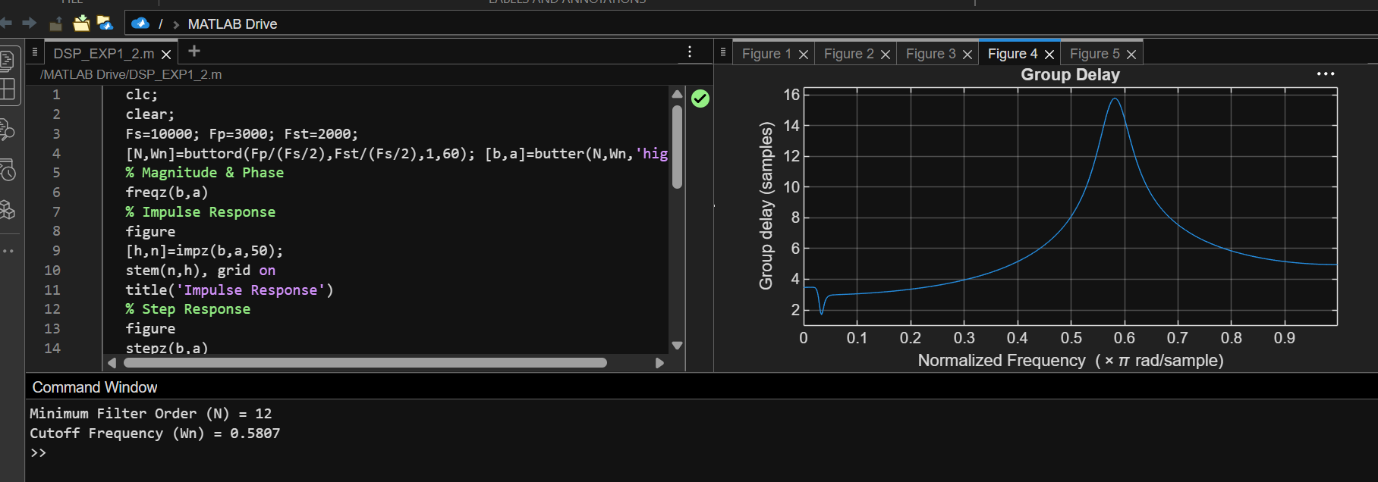 FILE
LABELS AND ANNOTATIONS
/ > MATLAB Drive
DSP_EXP1_2.m × +
/MATLAB Drive/DSP_EXP1_2.m
1 clc;
2 clear;
3 Fs=10000; Fp=3000; Fst=2000;
4 [N,Wn]=buttord(Fp/(Fs/2),Fst/(Fs/2),1,60); [b,a]=butter(N,Wn,'hig
5 % Magnitude & Phase
6 freqz(b,a)
7 % Impulse Response
8 figure
9 [h,n]=impz(b,a,50);
10 stem(n,h), grid on
11 title('Impulse Response')
12 % Step Response
13 figure
14 stepz(b,a)
Figure 1 × Figure 2 × Figure 3 × Figure 4 × Figure 5 ×
Group Delay
Group delay (samples)
16
14
12
10
8
6
4
2
0 0.1 0.2 0.3 0.4 0.5 0.6 0.7 0.8 0.9
Normalized Frequency (× π rad/sample)
Command Window
Minimum Filter Order (N) = 12
Cutoff Frequency (Wn) = 0.5807
>>